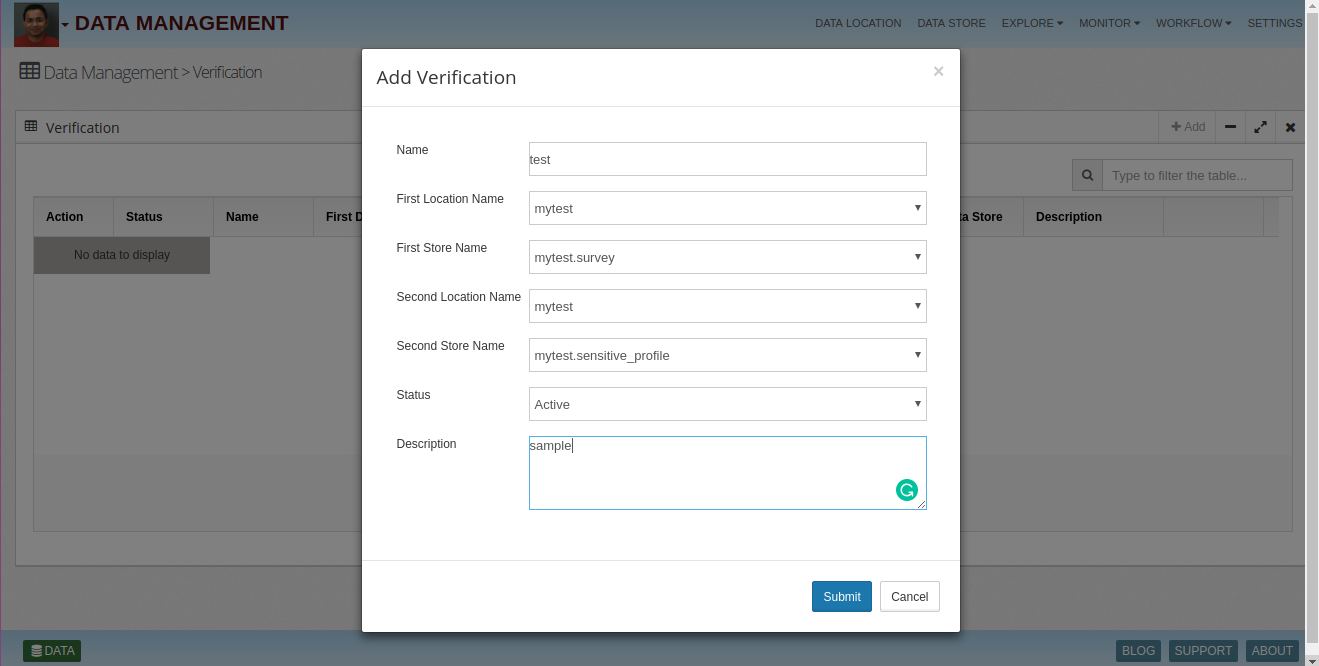 DATA MANAGEMENT
DATA LOCATION DATA STORE EXPLORE MONITOR WORKFLOW SETTINGS
Data Management > Verification
Verification
Add
Type to filter the table...
Action Status Name First D ta Store Description
No data to display
Add Verification ×
Name test
First Location Name mytest
First Store Name mytest.survey
Second Location Name mytest
Second Store Name mytest.sensitive_profile
Status Active
Description sample
Submit Cancel
DATA BLOG SUPPORT ABOUT